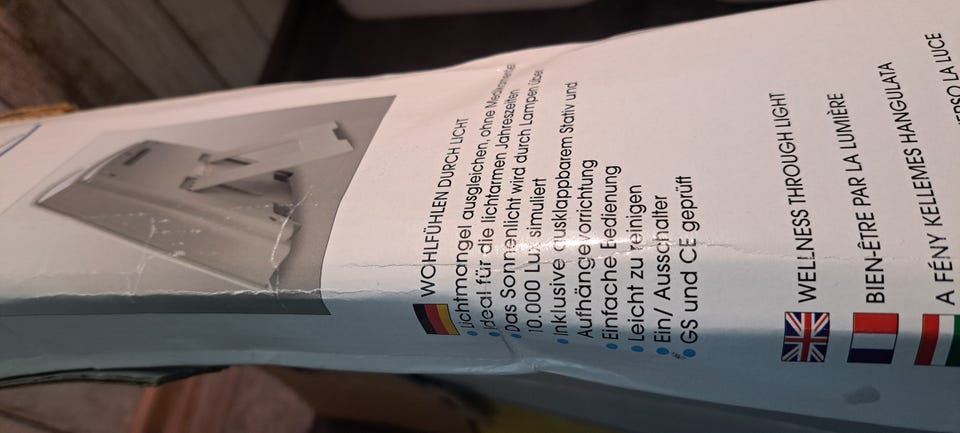 WOHLFÜHLEN DURCH LICHT
• Lichtmangel ausgleichen, ohne Medikamente
• Ideal für die lichtarmen Jahreszeiten
• Das Sonnenlicht wird durch Lampen über
10.000 Lux simuliert
• Inklusive ausklappbarem Stativ und
Aufhängevorrichtung
• Einfache Bedienung
• Leicht zu reinigen
• Ein/ Ausschalter
• GS und CE geprüft
WELLNESS THROUGH LIGHT
BIEN-ÊTRE PAR LA LUMIÈRE
A FÉNY KELLEMES HANGULATA
LA LUCE